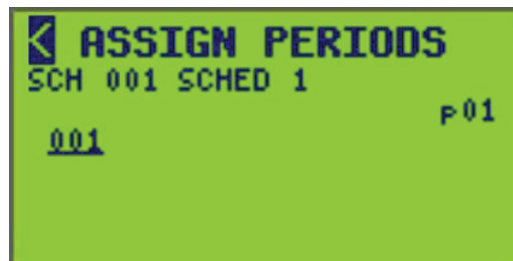 < ASSIGN PERIODS
SCH 001 SCHED 1
p01
001